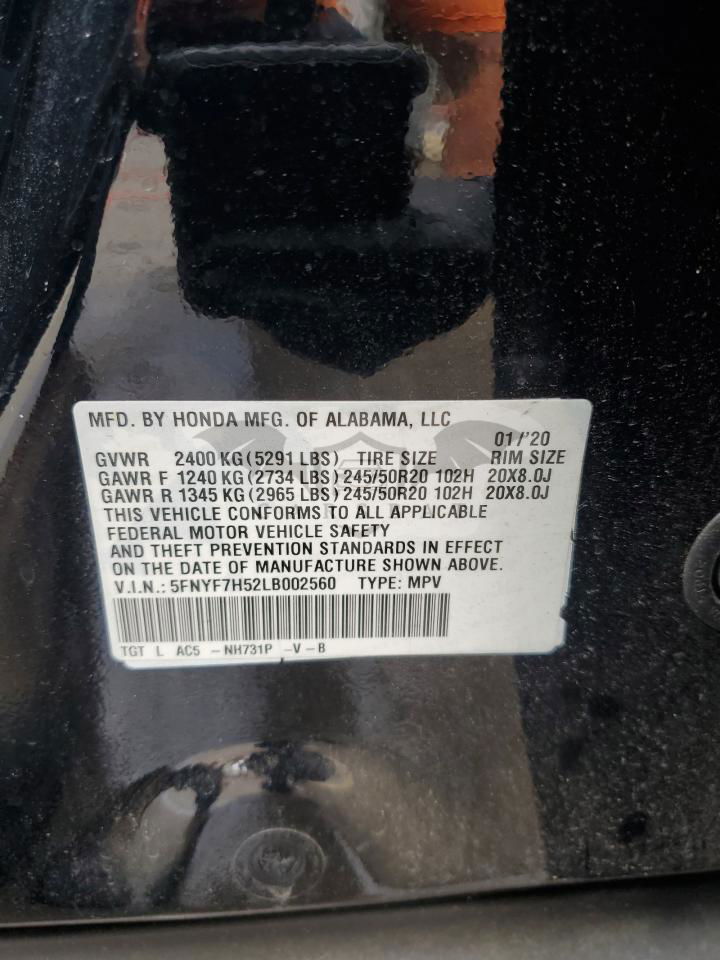 MFD. BY HONDA MFG. OF ALABAMA, LLC
01/'20
GVWR 2400 KG (5291 LBS) TIRE SIZE RIM SIZE
GAWR F 1240 KG (2734 LBS) 245/50R20 102H 20X8.0J
GAWR R 1345 KG (2965 LBS) 245/50R20 102H 20X8.0J
THIS VEHICLE CONFORMS TO ALL APPLICABLE
FEDERAL MOTOR VEHICLE SAFETY
AND THEFT PREVENTION STANDARDS IN EFFECT
ON THE DATE OF MANUFACTURE SHOWN ABOVE.
V.I.N.: 5FNYF7H52LB002560 TYPE: MPV
TGT L AC5 -NH731P -V-B